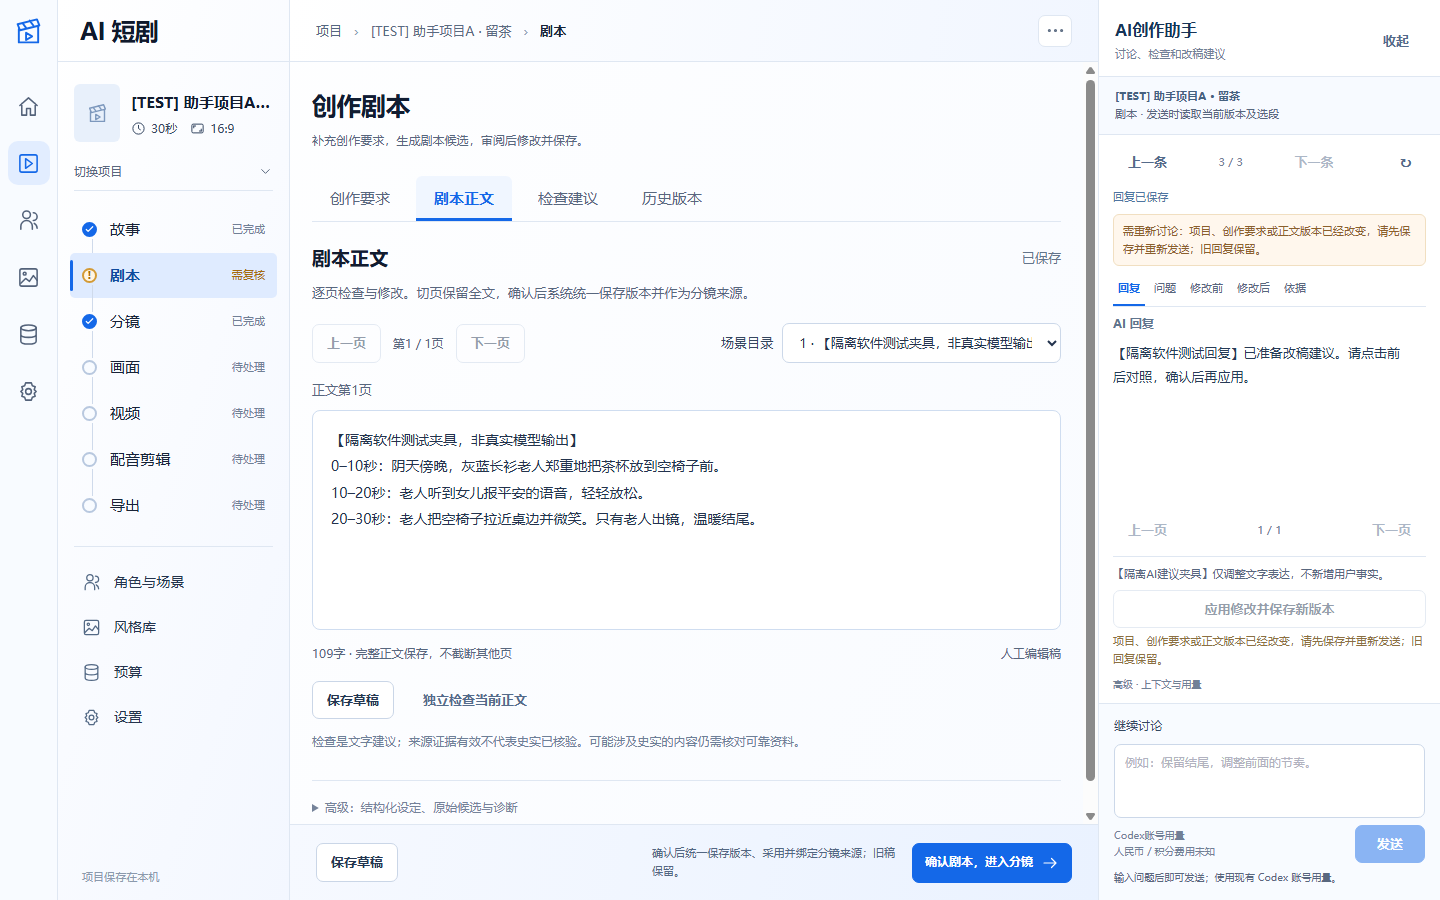 AI 短剧
[TEST] 助手项目A...
30秒 16:9
切换项目
故事 已完成
剧本 需复核
分镜 已完成
画面 待处理
视频 待处理
配音剪辑 待处理
导出 待处理
角色与场景
风格库
预算
设置
项目保存在本机
项目 › [TEST] 助手项目A · 留茶 › 剧本
创作剧本
补充创作要求，生成剧本候选，审阅后修改并保存。
创作要求 剧本正文 检查建议 历史版本
剧本正文 已保存
逐页检查与修改。切页保留全文，确认后系统统一保存版本并作为分镜来源。
上一页 第1 / 1页 下一页 场景目录 1 · 【隔离软件测试夹具，非真实模型输出
正文第1页
【隔离软件测试夹具，非真实模型输出】
0–10秒：阴天傍晚，灰蓝长衫老人郑重地把茶杯放到空椅子前。
10–20秒：老人听到女儿报平安的语音，轻轻放松。
20–30秒：老人把空椅子拉近桌边并微笑。只有老人出镜，温暖结尾。
109字 · 完整正文保存，不截断其他页 人工编辑稿
保存草稿 独立检查当前正文
检查是文字建议；来源证据有效不代表史实已核验。可能涉及史实的内容仍需核对可靠资料。
高级：结构化设定、原始候选与诊断
保存草稿
确认后统一保存版本、采用并绑定分镜来源；旧稿
保留。
确认剧本，进入分镜 →
AI创作助手 收起
讨论、检查和改稿建议
[TEST] 助手项目A • 留茶
剧本 · 发送时读取当前版本及选段
上一条 3 / 3 下一条 ↻
回复已保存
需重新讨论：项目、创作要求或正文版本已经改变，请先保
存并重新发送；旧回复保留。
回复 问题 修改前 修改后 依据
AI 回复
【隔离软件测试回复】已准备改稿建议。请点击前
后对照，确认后再应用。
上一页 1 / 1 下一页
【隔离AI建议夹具】仅调整文字表达，不新增用户事实。
应用修改并保存新版本
项目、创作要求或正文版本已经改变，请先保存并重新发送；旧
回复保留。
高级 · 上下文与用量
继续讨论
例如：保留结尾，调整前面的节奏。
Codex账号用量
人民币 / 积分费用未知
发送
输入问题后即可发送；使用现有 Codex 账号用量。